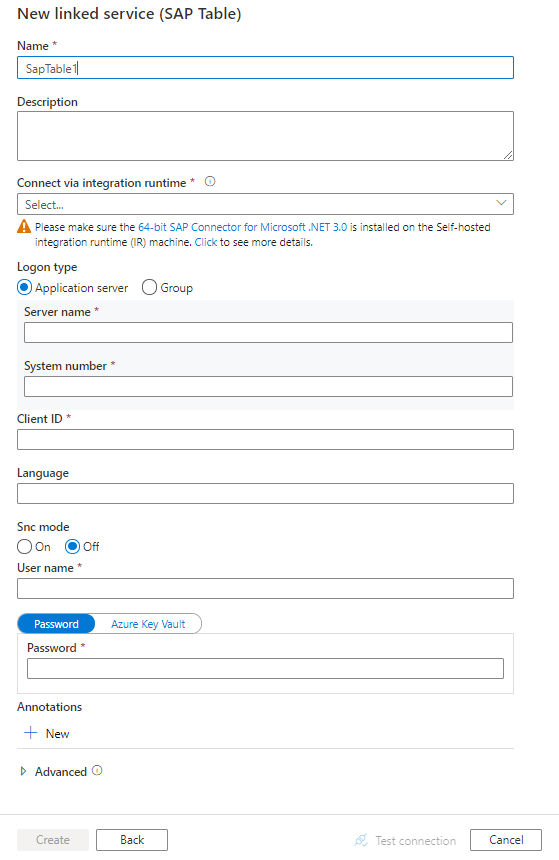 New linked service (SAP Table)
Name *
SapTable1
Description
Connect via integration runtime *
Select...
Please make sure the 64-bit SAP Connector for Microsoft .NET 3.0 is installed on the Self-hosted
integration runtime (IR) machine. Click to see more details.
Logon type
Application server Group
Server name *
System number *
Client ID *
Language
Snc mode
On Off
User name *
Password Azure Key Vault
Password *
Annotations
New
Advanced
Create Back Test connection Cancel